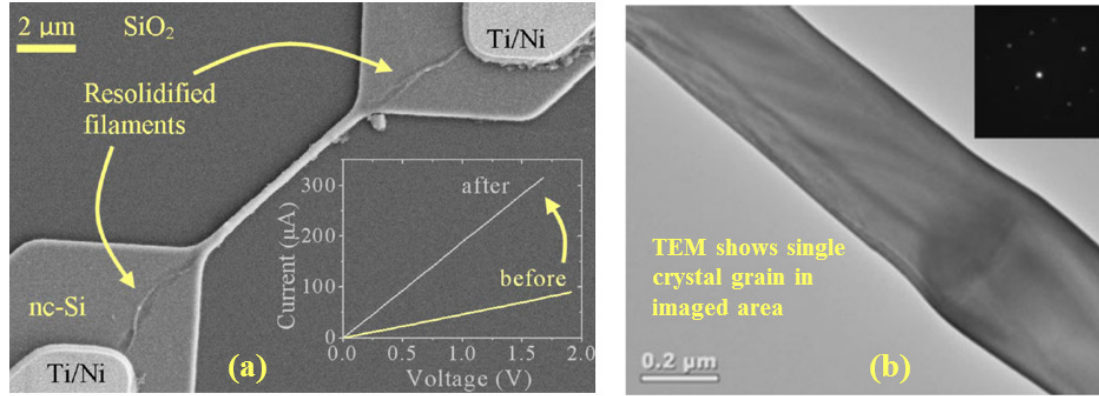 2 μm
SiO₂
Ti/Ni
Resolidified
filaments
nc-Si
Ti/Ni
300
200
100
0
0.0 0.5 1.0 1.5 2.0
Current (μA)
Voltage (V)
after
before
(a)
TEM shows single
crystal grain in
imaged area
0.2 μm
(b)